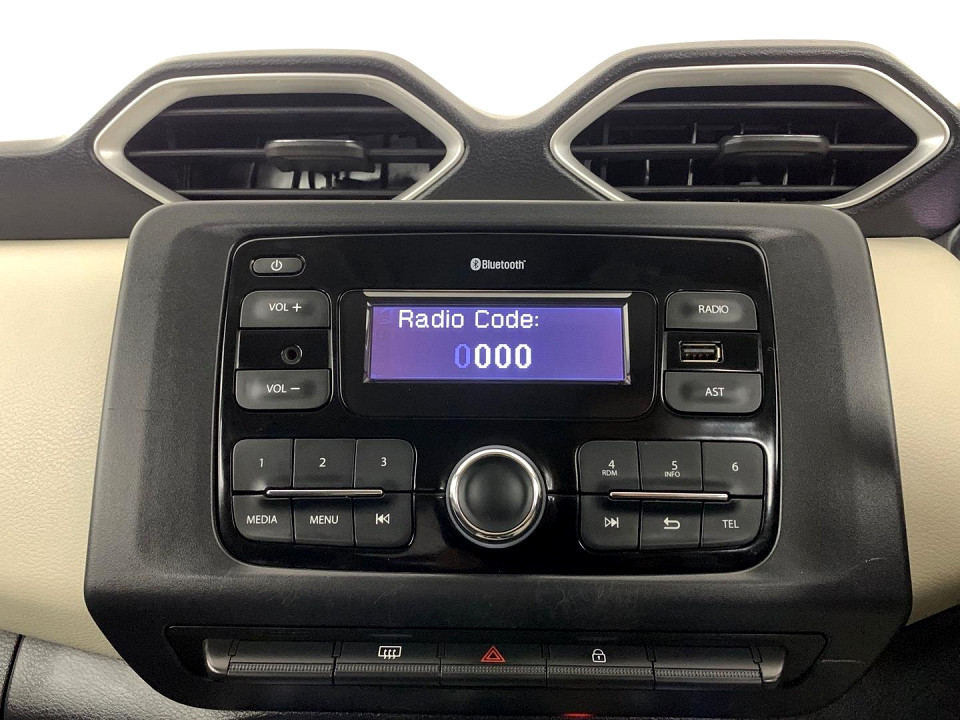 Bluetooth
VOL +
VOL −
Radio Code:
0000
RADIO
AST
1 2 3
MEDIA MENU
4 5 6
RDM INFO
TEL